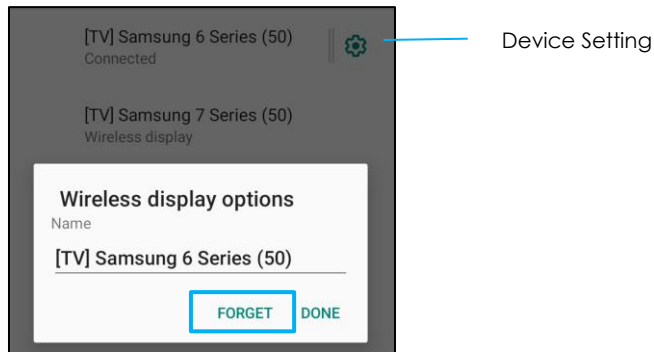 [TV] Samsung 6 Series (50)
Connected
Device Setting
[TV] Samsung 7 Series (50)
Wireless display
Wireless display options
Name
[TV] Samsung 6 Series (50)
FORGET DONE